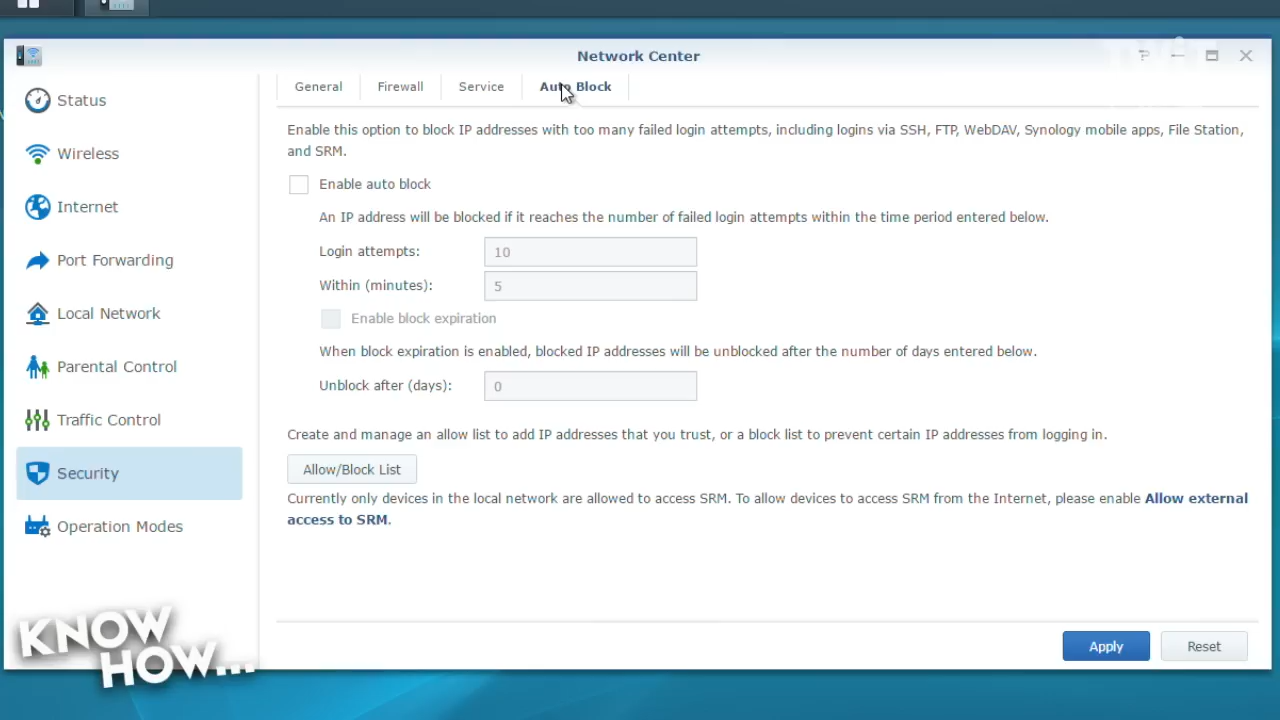 Network Center
General Firewall Service Auto Block
Status
Wireless
Internet
Port Forwarding
Local Network
Parental Control
Traffic Control
Security
Operation Modes
Enable this option to block IP addresses with too many failed login attempts, including logins via SSH, FTP, WebDAV, Synology mobile apps, File Station,
and SRM.
Enable auto block
An IP address will be blocked if it reaches the number of failed login attempts within the time period entered below.
Login attempts: 10
Within (minutes): 5
Enable block expiration
When block expiration is enabled, blocked IP addresses will be unblocked after the number of days entered below.
Unblock after (days): 0
Create and manage an allow list to add IP addresses that you trust, or a block list to prevent certain IP addresses from logging in.
Allow/Block List
Currently only devices in the local network are allowed to access SRM. To allow devices to access SRM from the Internet, please enable Allow external
access to SRM.
Apply Reset
KNOW
HOW...